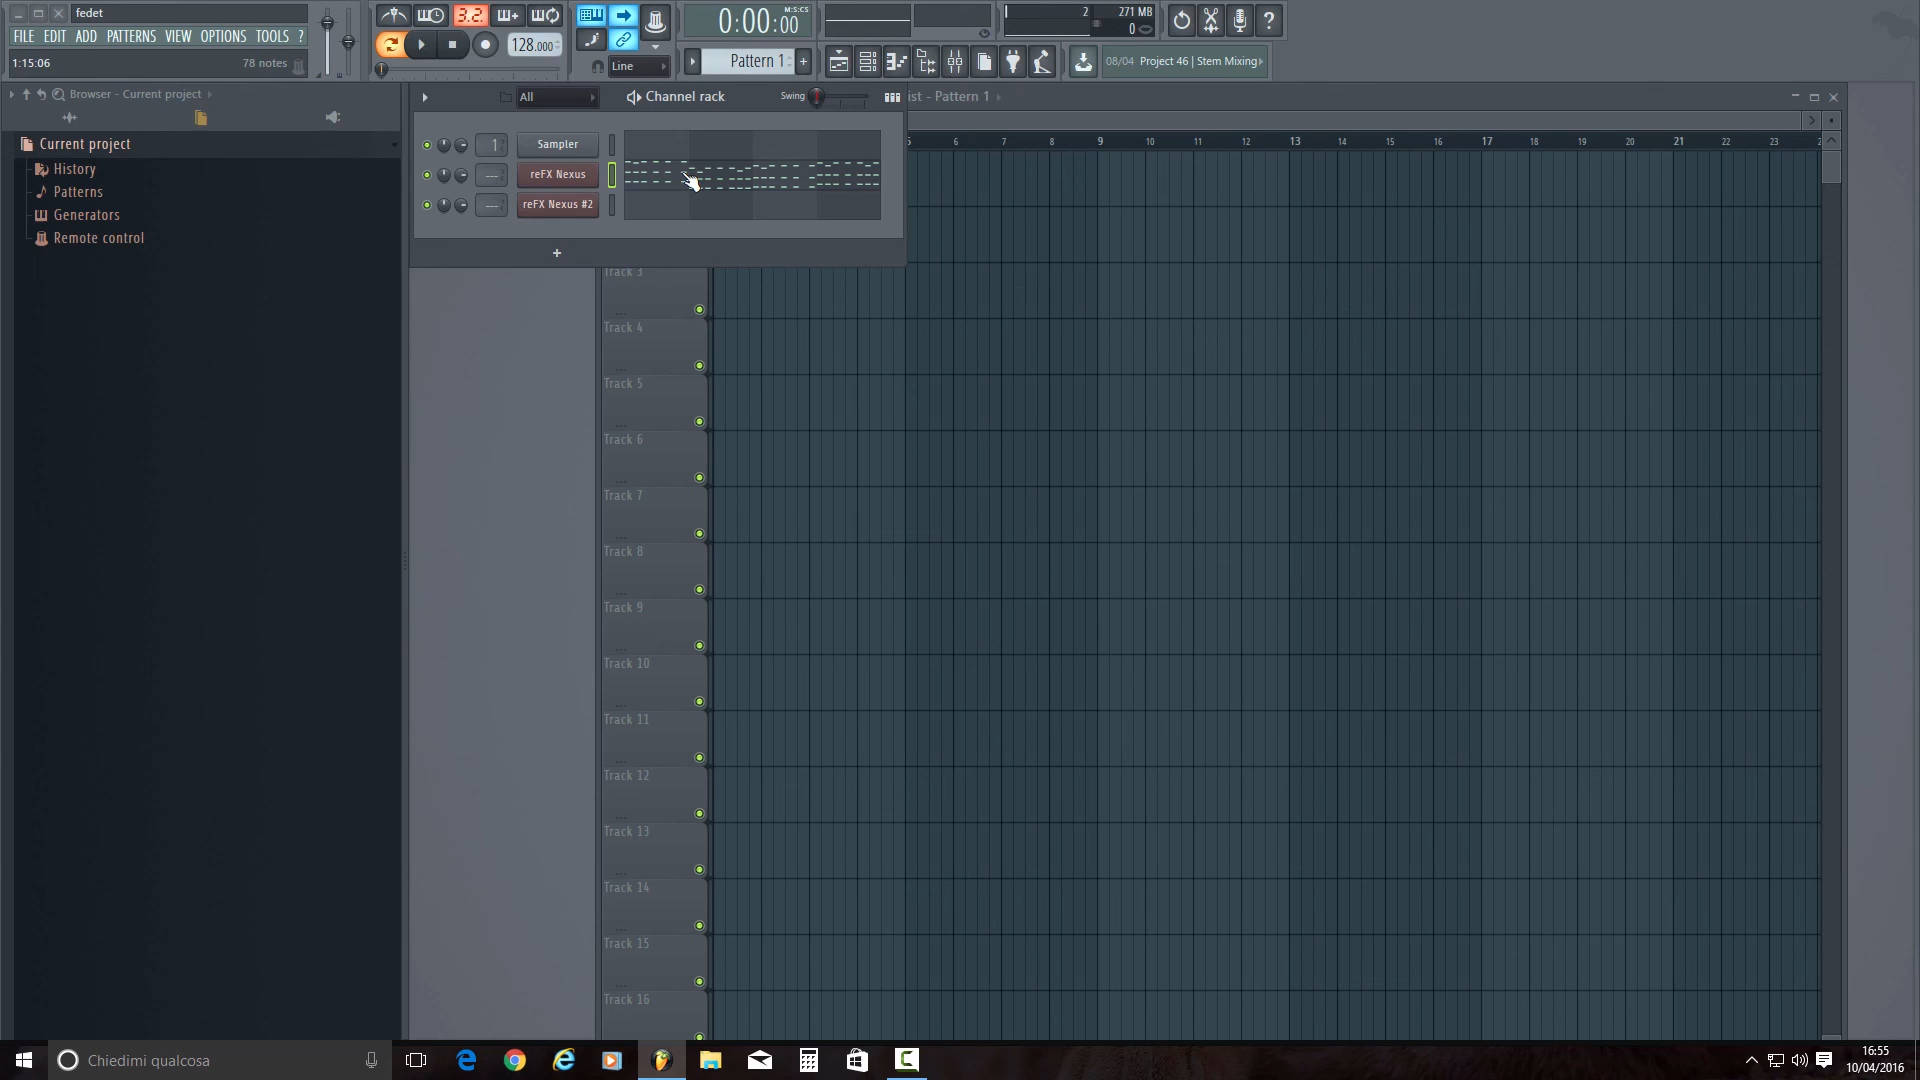 fedet
FILE EDIT ADD PATTERNS VIEW OPTIONS TOOLS ?
1:15:06 78 notes
3.2.
128.000
Line
0:00:00
M:S:CS
Pattern 1
+
2
271 MB
0
08/04 Project 46 | Stem Mixing
Browser - Current project
Current project
History
Patterns
Generators
Remote control
All
Channel rack
Swing
1 Sampler
--- reFX Nexus
--- reFX Nexus #2
+
ist - Pattern 1
5 6 7 8 9 10 11 12 13 14 15 16 17 18 19 20 21 22 23
Track 3
Track 4
Track 5
Track 6
Track 7
Track 8
Track 9
Track 10
Track 11
Track 12
Track 13
Track 14
Track 15
Track 16
Chiedimi qualcosa
16:55
10/04/2016